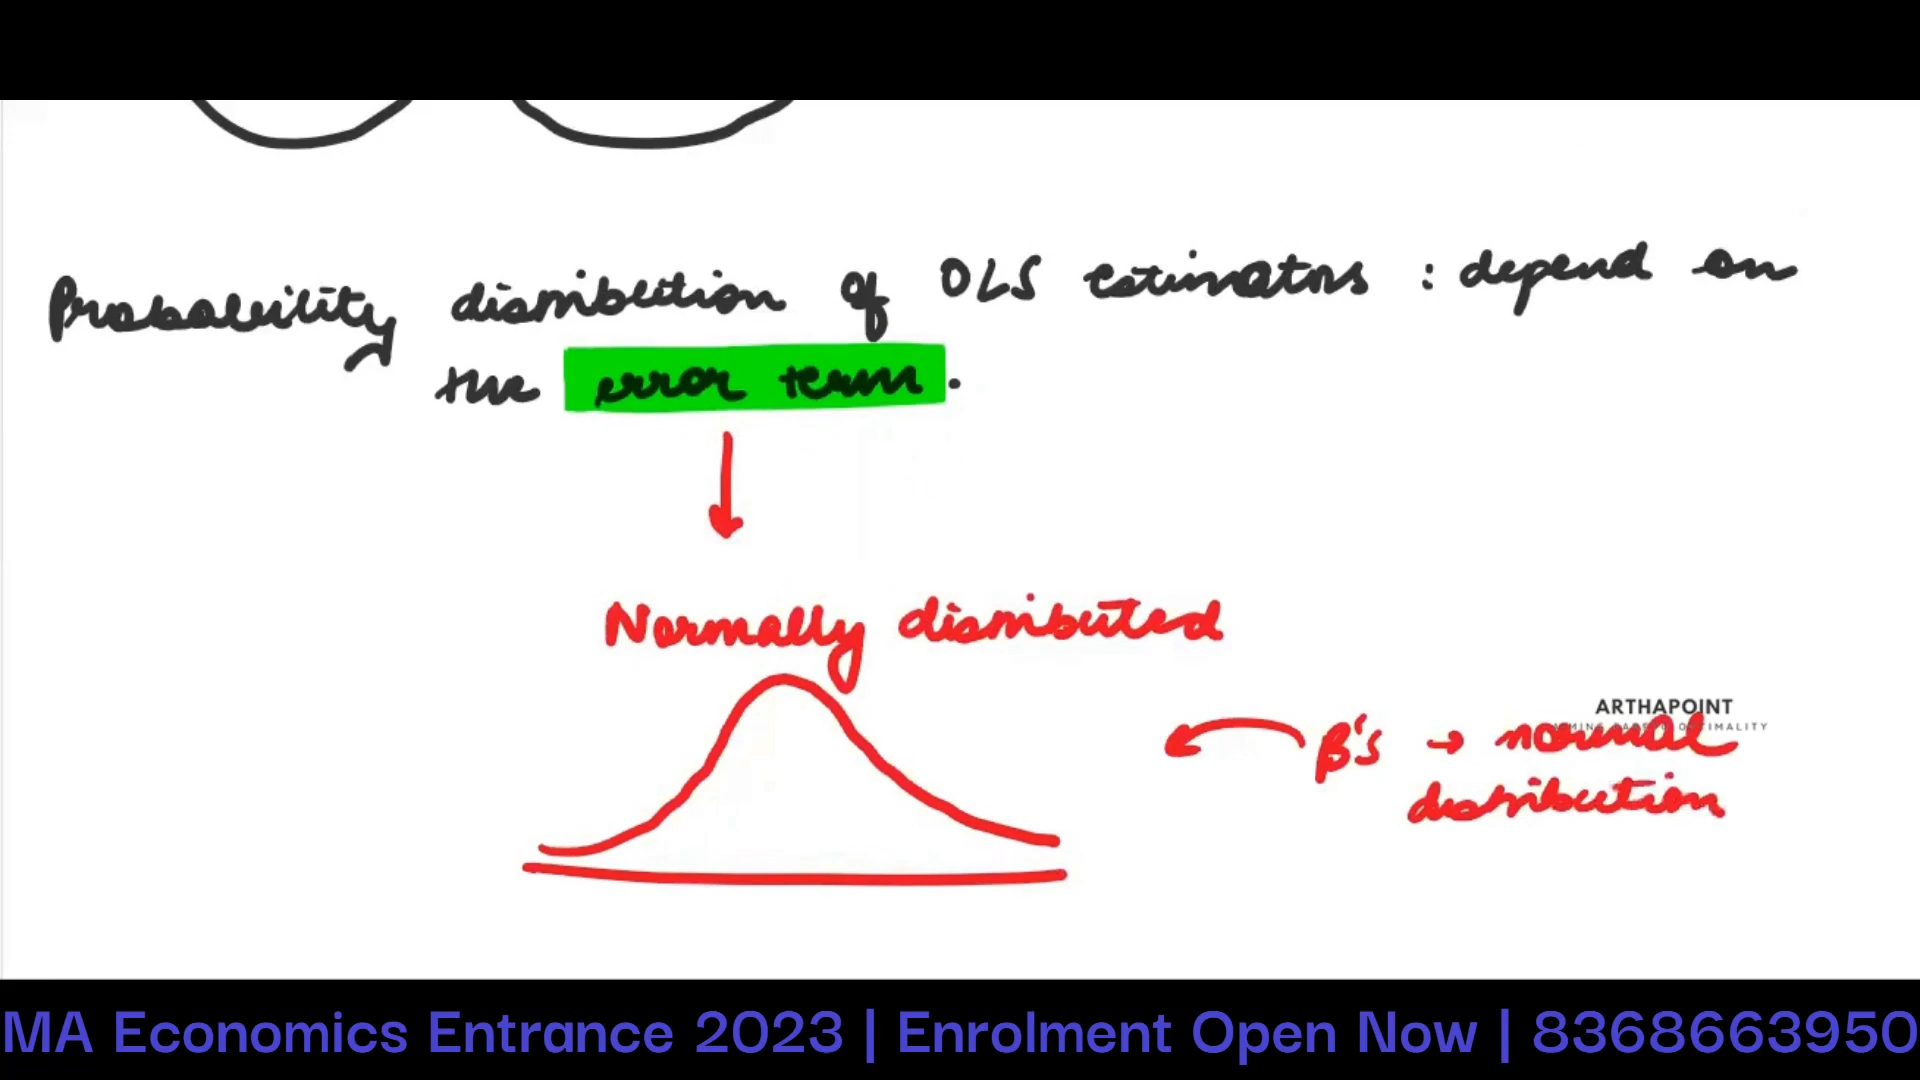 Probability distribution of OLS estimators : depend on
the error term.
Normally distributed
ARTHAPOINT
β's → normal
distribution
MA Economics Entrance 2023 | Enrolment Open Now | 8368663950